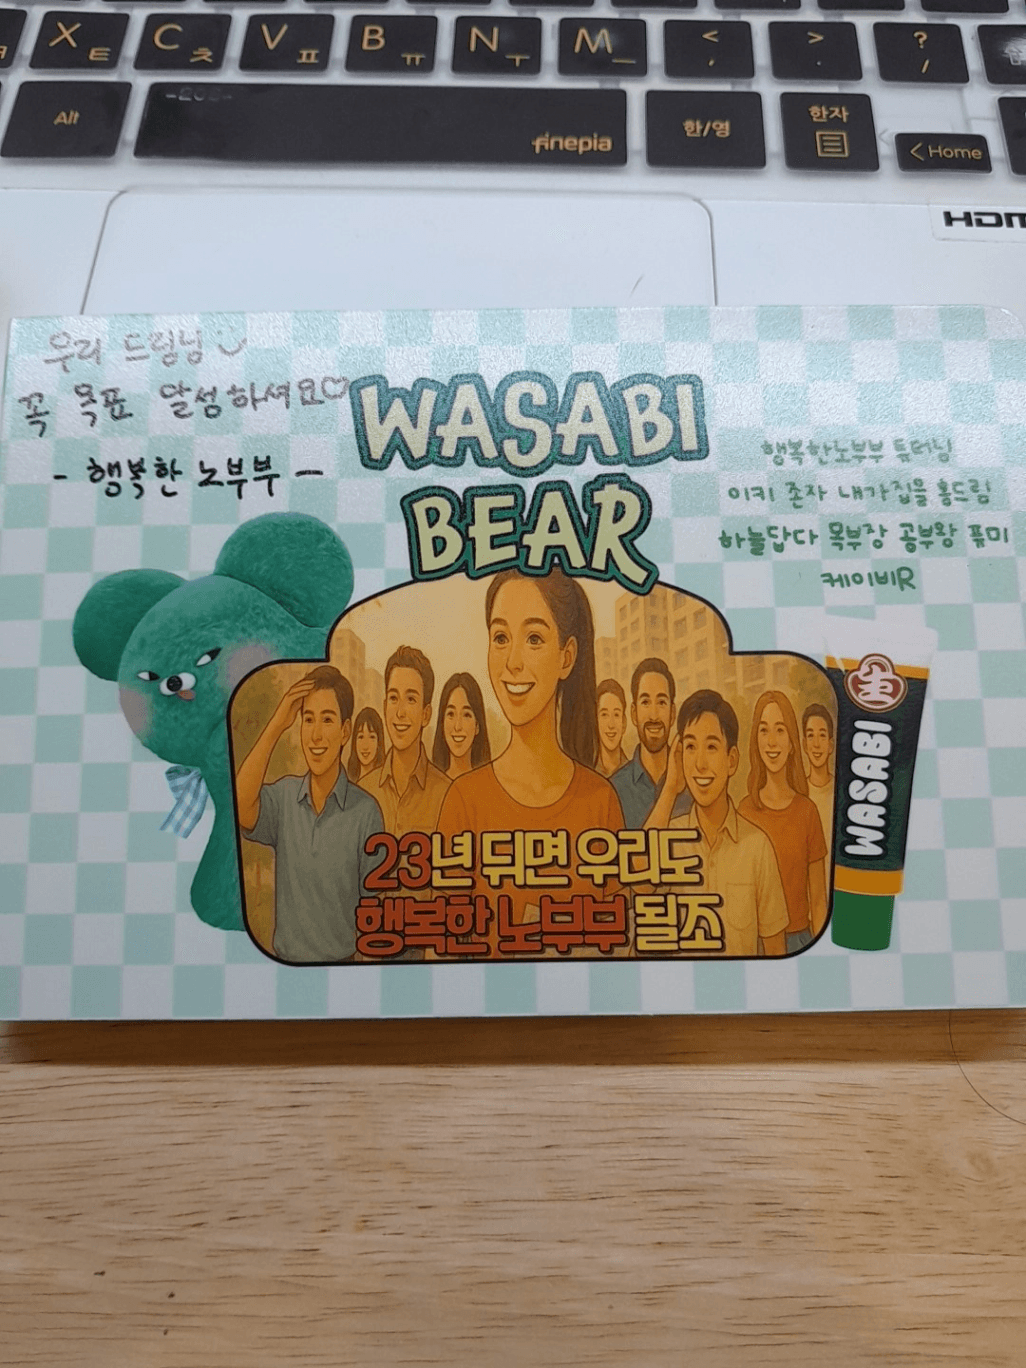 X ㅌ
C ㅊ
V ㅍ
B ㅠ
N ㅜ
M ㅡ
< ,
> .
? /
Alt
finepia
한/영
한자
< Home
HDMI
우리 드림님
꼭 목표 달성하셔요♡
- 행복한 노부부 -
WASABI
BEAR
행복한노부부 튜터님
이키 존자 내가집을 홈드림
하늘답다 목부장 공부왕 퓨미
케이비R
WASABI
23년 뒤면 우리도
행복한 노부부 될조